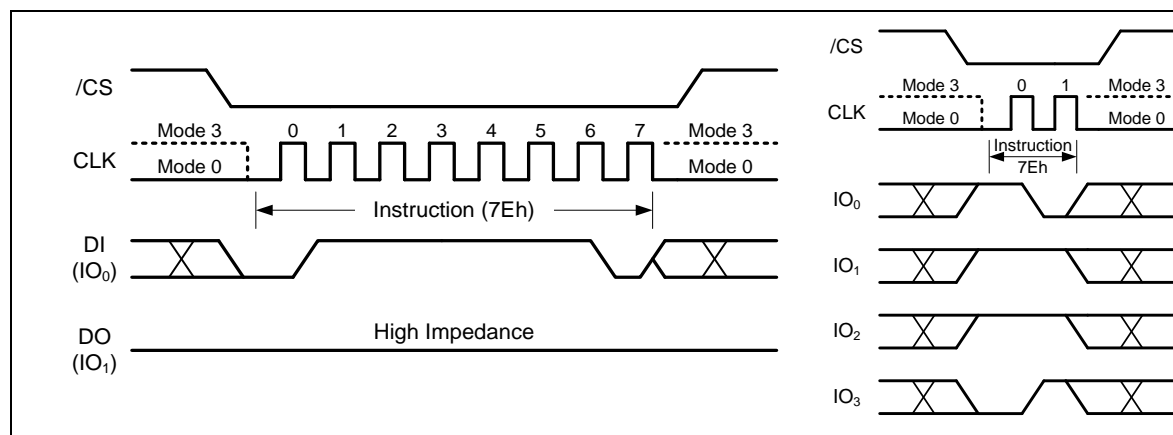 /CS
Mode 3
0 1 2 3 4 5 6 7
Mode 3
CLK
Mode 0
Mode 0
Instruction (7Eh)
DI
(IO₀)
DO
(IO₁)
High Impedance
/CS
Mode 3
0 1
Mode 3
CLK
Mode 0
Mode 0
Instruction
7Eh
IO₀
IO₁
IO₂
IO₃